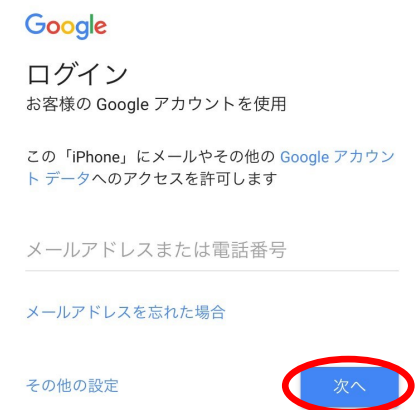 Google
ログイン
お客様の Google アカウントを使用
この「iPhone」にメールやその他の Google アカウン
ト データへのアクセスを許可します
メールアドレスまたは電話番号
メールアドレスを忘れた場合
その他の設定
次へ